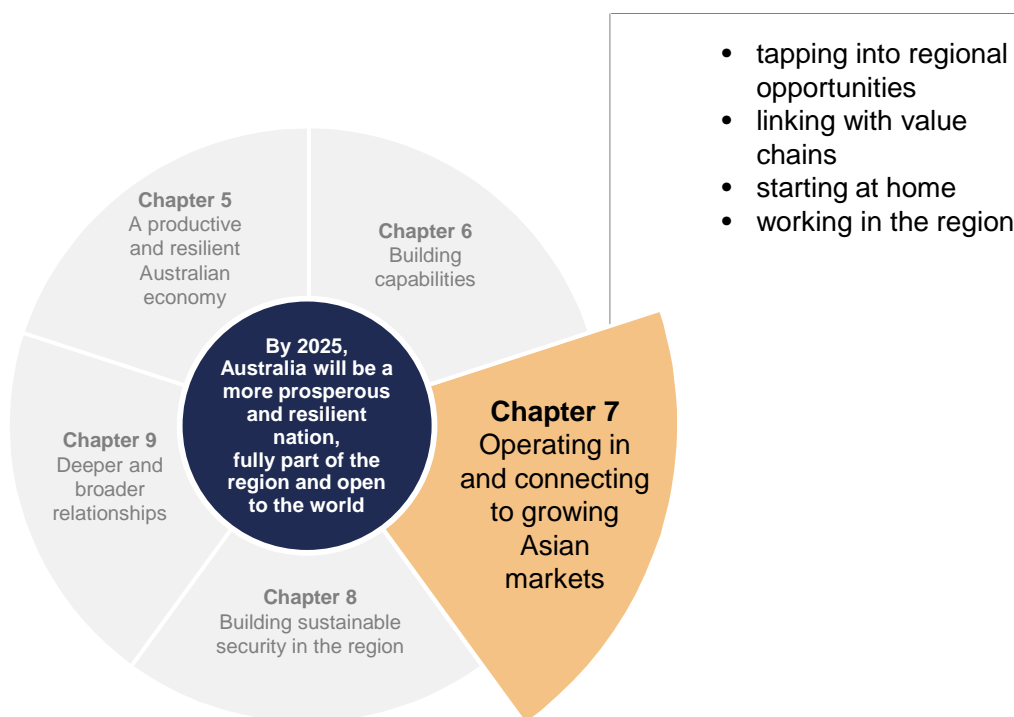 • tapping into regional
opportunities
• linking with value
chains
• starting at home
• working in the region
Chapter 5
A productive
and resilient
Australian
economy
Chapter 6
Building
capabilities
By 2025,
Australia will be a
more prosperous
and resilient
nation,
fully part of the
region and open
to the world
Chapter 7
Operating in
and connecting
to growing
Asian
markets
Chapter 9
Deeper and
broader
relationships
Chapter 8
Building sustainable
security in the region